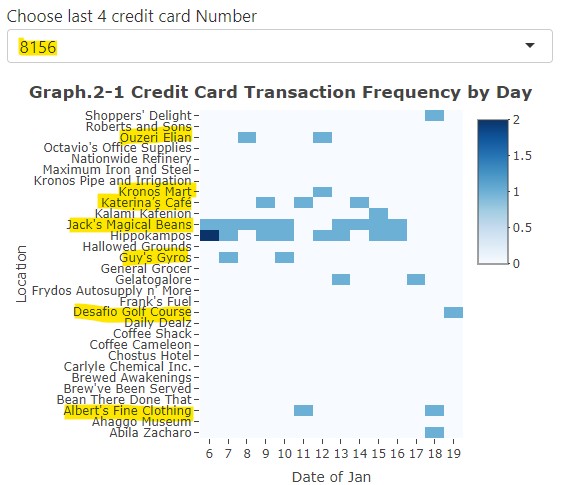 Choose last 4 credit card Number
8156
Graph.2-1 Credit Card Transaction Frequency by Day
Shoppers' Delight
Roberts and Sons
Ouzeri Elian
Octavio's Office Supplies
Nationwide Refinery
Maximum Iron and Steel
Kronos Pipe and Irrigation
Kronos Mart
Katerina's Café
Kalami Kafenion
Jack's Magical Beans
Hippokampos
Hallowed Grounds
Guy's Gyros
General Grocer
Gelatogalore
Frydos Autosupply n' More
Frank's Fuel
Desafio Golf Course
Daily Dealz
Coffee Shack
Coffee Cameleon
Chostus Hotel
Carlyle Chemical Inc.
Brewed Awakenings
Brew've Been Served
Bean There Done That
Albert's Fine Clothing
Ahaggo Museum
Abila Zacharo
Location
6 7 8 9 10 11 12 13 14 15 16 17 18 19
Date of Jan
2
1.5
1
0.5
0